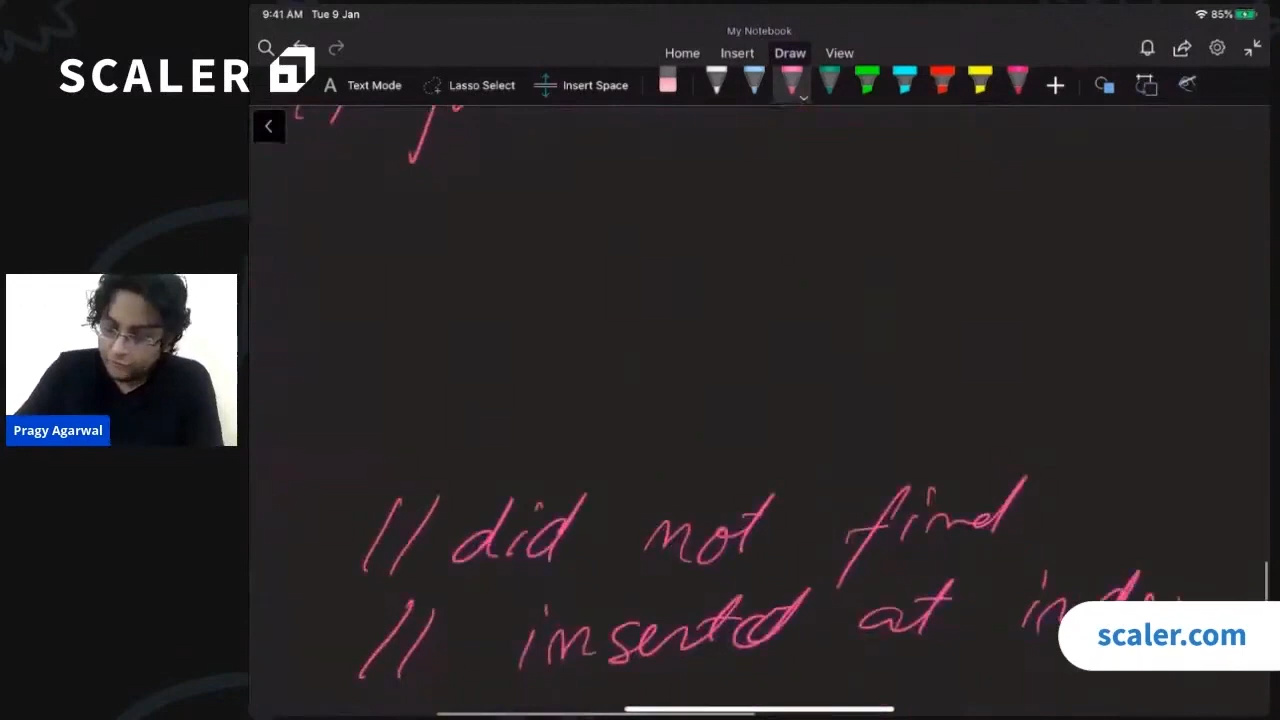 9:41 AM Tue 9 Jan
85%
My Notebook
SCALER
Home Insert Draw View
Text Mode Lasso Select Insert Space
// did not find
// inserted at
Pragy Agarwal
scaler.com